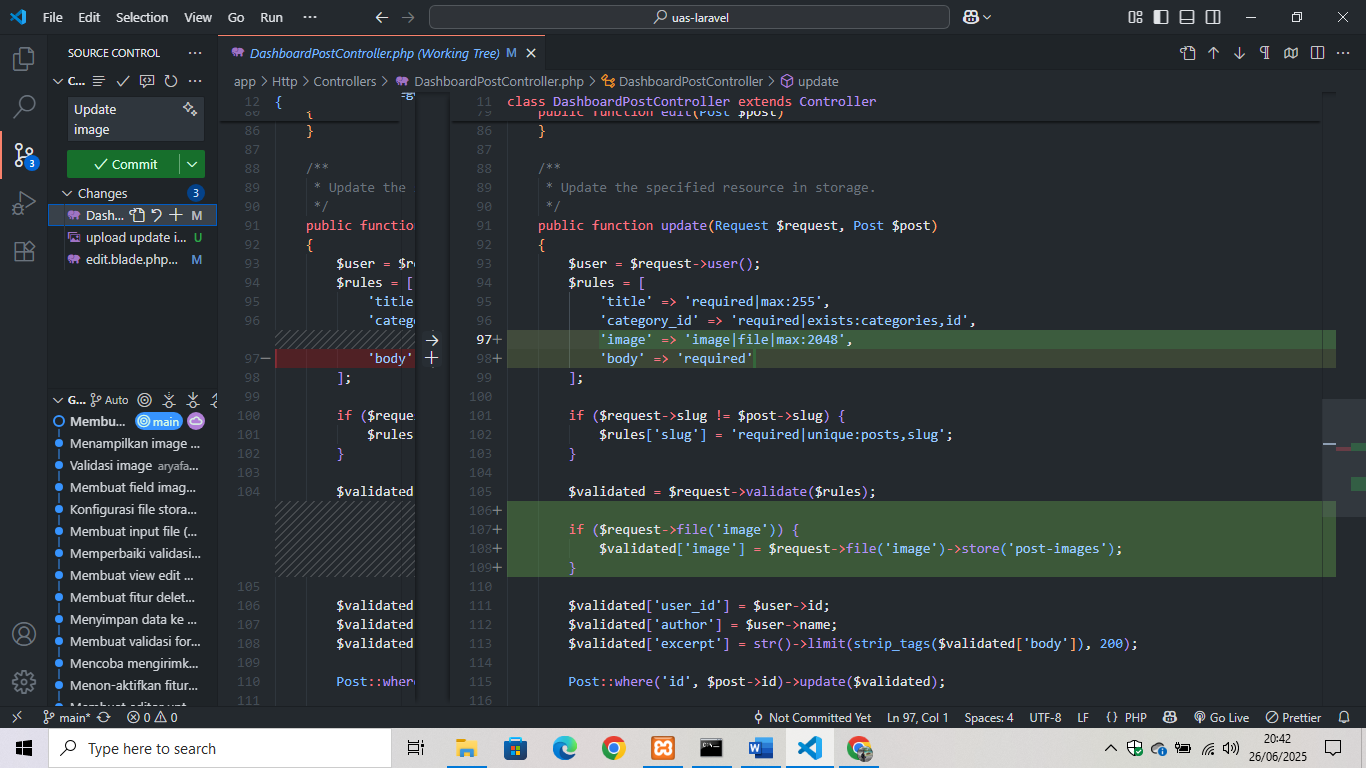 File Edit Selection View Go Run ··· uas-laravel
SOURCE CONTROL ···
DashboardPostController.php (Working Tree) M
C... ···
app > Http > Controllers > DashboardPostController.php > DashboardPostController > update
Update
image
Commit
Changes 3
Dash... M
upload update i... U
edit.blade.php... M
3
G... Auto
Membu... main
Menampilkan image ...
Validasi image aryafa...
Membuat field imag...
Konfigurasi file stora...
Membuat input file (...
Memperbaiki validasi...
Membuat view edit ...
Membuat fitur delet...
Menyimpan data ke ...
Membuat validasi for...
Mencoba mengirimk...
Menon-aktifkan fitur...
12 {
80 {
86 }
87
88 /**
89 * Update the
90 */
91 public function
92 {
93 $user = $re
94 $rules = [
95 'title
96 'categ
97− 'body'
98 ];
99
100 if ($reque
101 $rules
102 }
103
104 $validated
105
106 $validated
107 $validated
108 $validated
109
110 Post::where
111
11 class DashboardPostController extends Controller
79 public function edit(Post $post)
86 }
87
88 /**
89 * Update the specified resource in storage.
90 */
91 public function update(Request $request, Post $post)
92 {
93 $user = $request->user();
94 $rules = [
95 'title' => 'required|max:255',
96 'category_id' => 'required|exists:categories,id',
97+ 'image' => 'image|file|max:2048',
98+ 'body' => 'required'
99 ];
100
101 if ($request->slug != $post->slug) {
102 $rules['slug'] = 'required|unique:posts,slug';
103 }
104
105 $validated = $request->validate($rules);
106+
107+ if ($request->file('image')) {
108+ $validated['image'] = $request->file('image')->store('post-images');
109+ }
110
111 $validated['user_id'] = $user->id;
112 $validated['author'] = $user->name;
113 $validated['excerpt'] = str()->limit(strip_tags($validated['body']), 200);
114
115 Post::where('id', $post->id)->update($validated);
116
main* 0 0 Not Committed Yet Ln 97, Col 1 Spaces: 4 UTF-8 LF {} PHP Go Live Prettier
Type here to search
20:42
26/06/2025